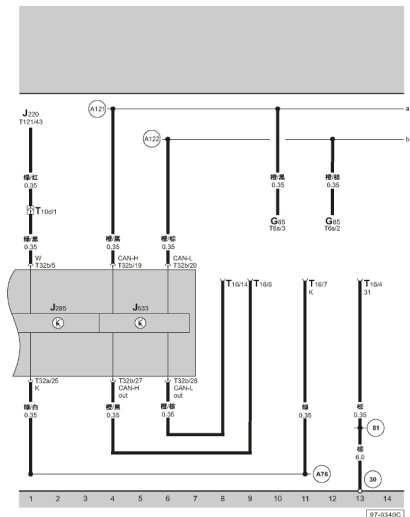 A121
a
J220
T121/43
A122
b
绿/红
0.35
橙/黑
0.35
橙/棕
0.35
T10d/1
G85
T6s/3
G85
T6s/2
绿/黑
0.35
橙/黑
0.35
橙/棕
0.35
W
T32b/5
CAN-H
T32b/19
CAN-L
T32b/20
T16/14
T16/6
T16/7
K
T16/4
31
J285
J533
K
K
T32a/25
K
T32b/27
CAN-H
out
T32b/28
CAN-L
out
绿/白
0.35
橙/黑
0.35
橙/棕
0.35
绿
0.35
棕
0.35
81
棕
6.0
A76
30
1 2 3 4 5 6 7 8 9 10 11 12 13 14
97-0340C